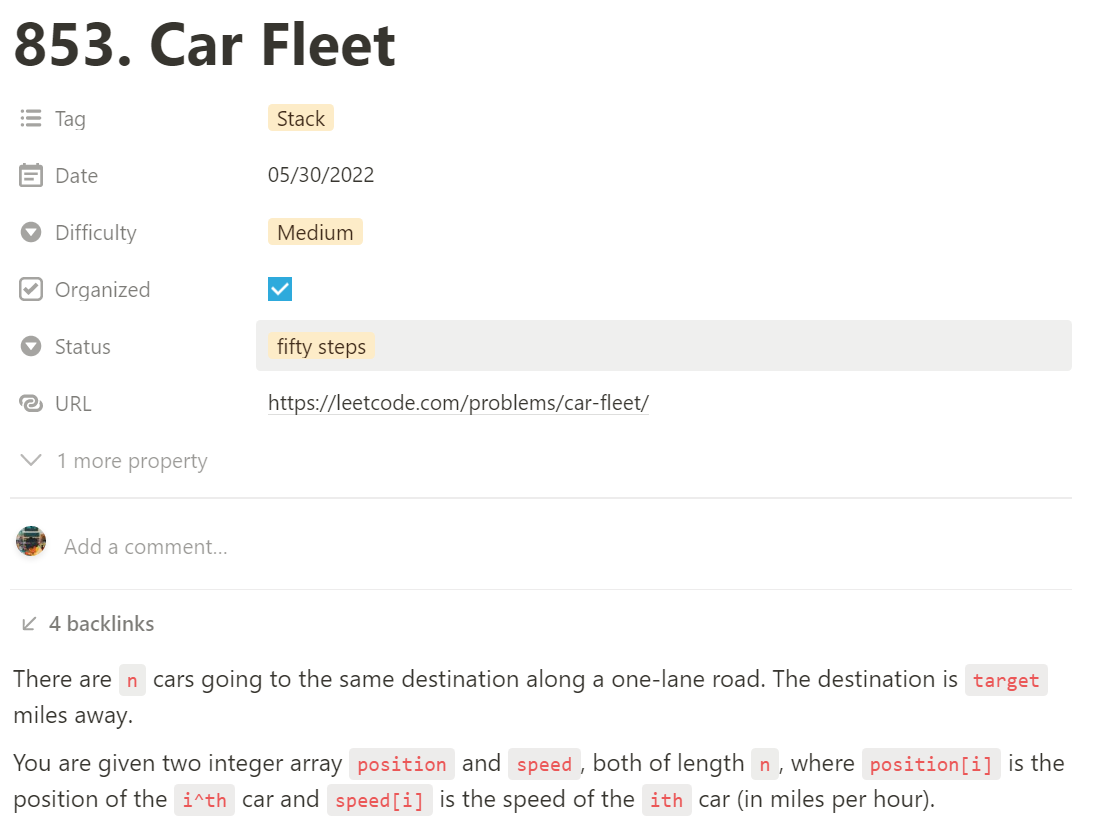 853. Car Fleet
Tag Stack
Date 05/30/2022
Difficulty Medium
Organized
Status fifty steps
URL https://leetcode.com/problems/car-fleet/
1 more property
Add a comment...
4 backlinks
There are n cars going to the same destination along a one-lane road. The destination is target
miles away.
You are given two integer array position and speed, both of length n, where position[i] is the
position of the i^th car and speed[i] is the speed of the ith car (in miles per hour).